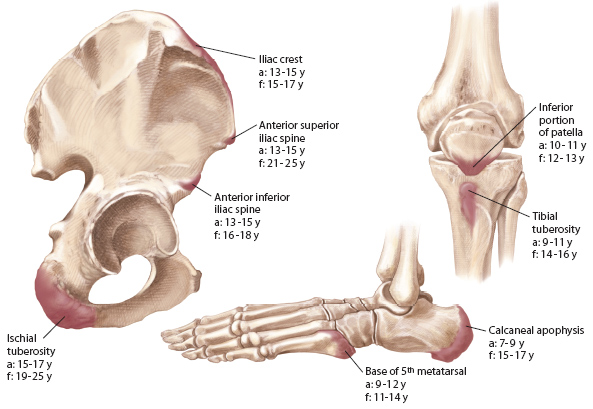 Iliac crest
a: 13-15 y
f: 15-17 y
Anterior superior
iliac spine
a: 13-15 y
f: 21-25 y
Anterior inferior
iliac spine
a: 13-15 y
f: 16-18 y
Ischial
tuberosity
a: 15-17 y
f: 19-25 y
Inferior
portion
of patella
a: 10-11 y
f: 12-13 y
Tibial
tuberosity
a: 9-11 y
f: 14-16 y
Calcaneal apophysis
a: 7-9 y
f: 15-17 y
Base of 5th metatarsal
a: 9-12 y
f: 11-14 y